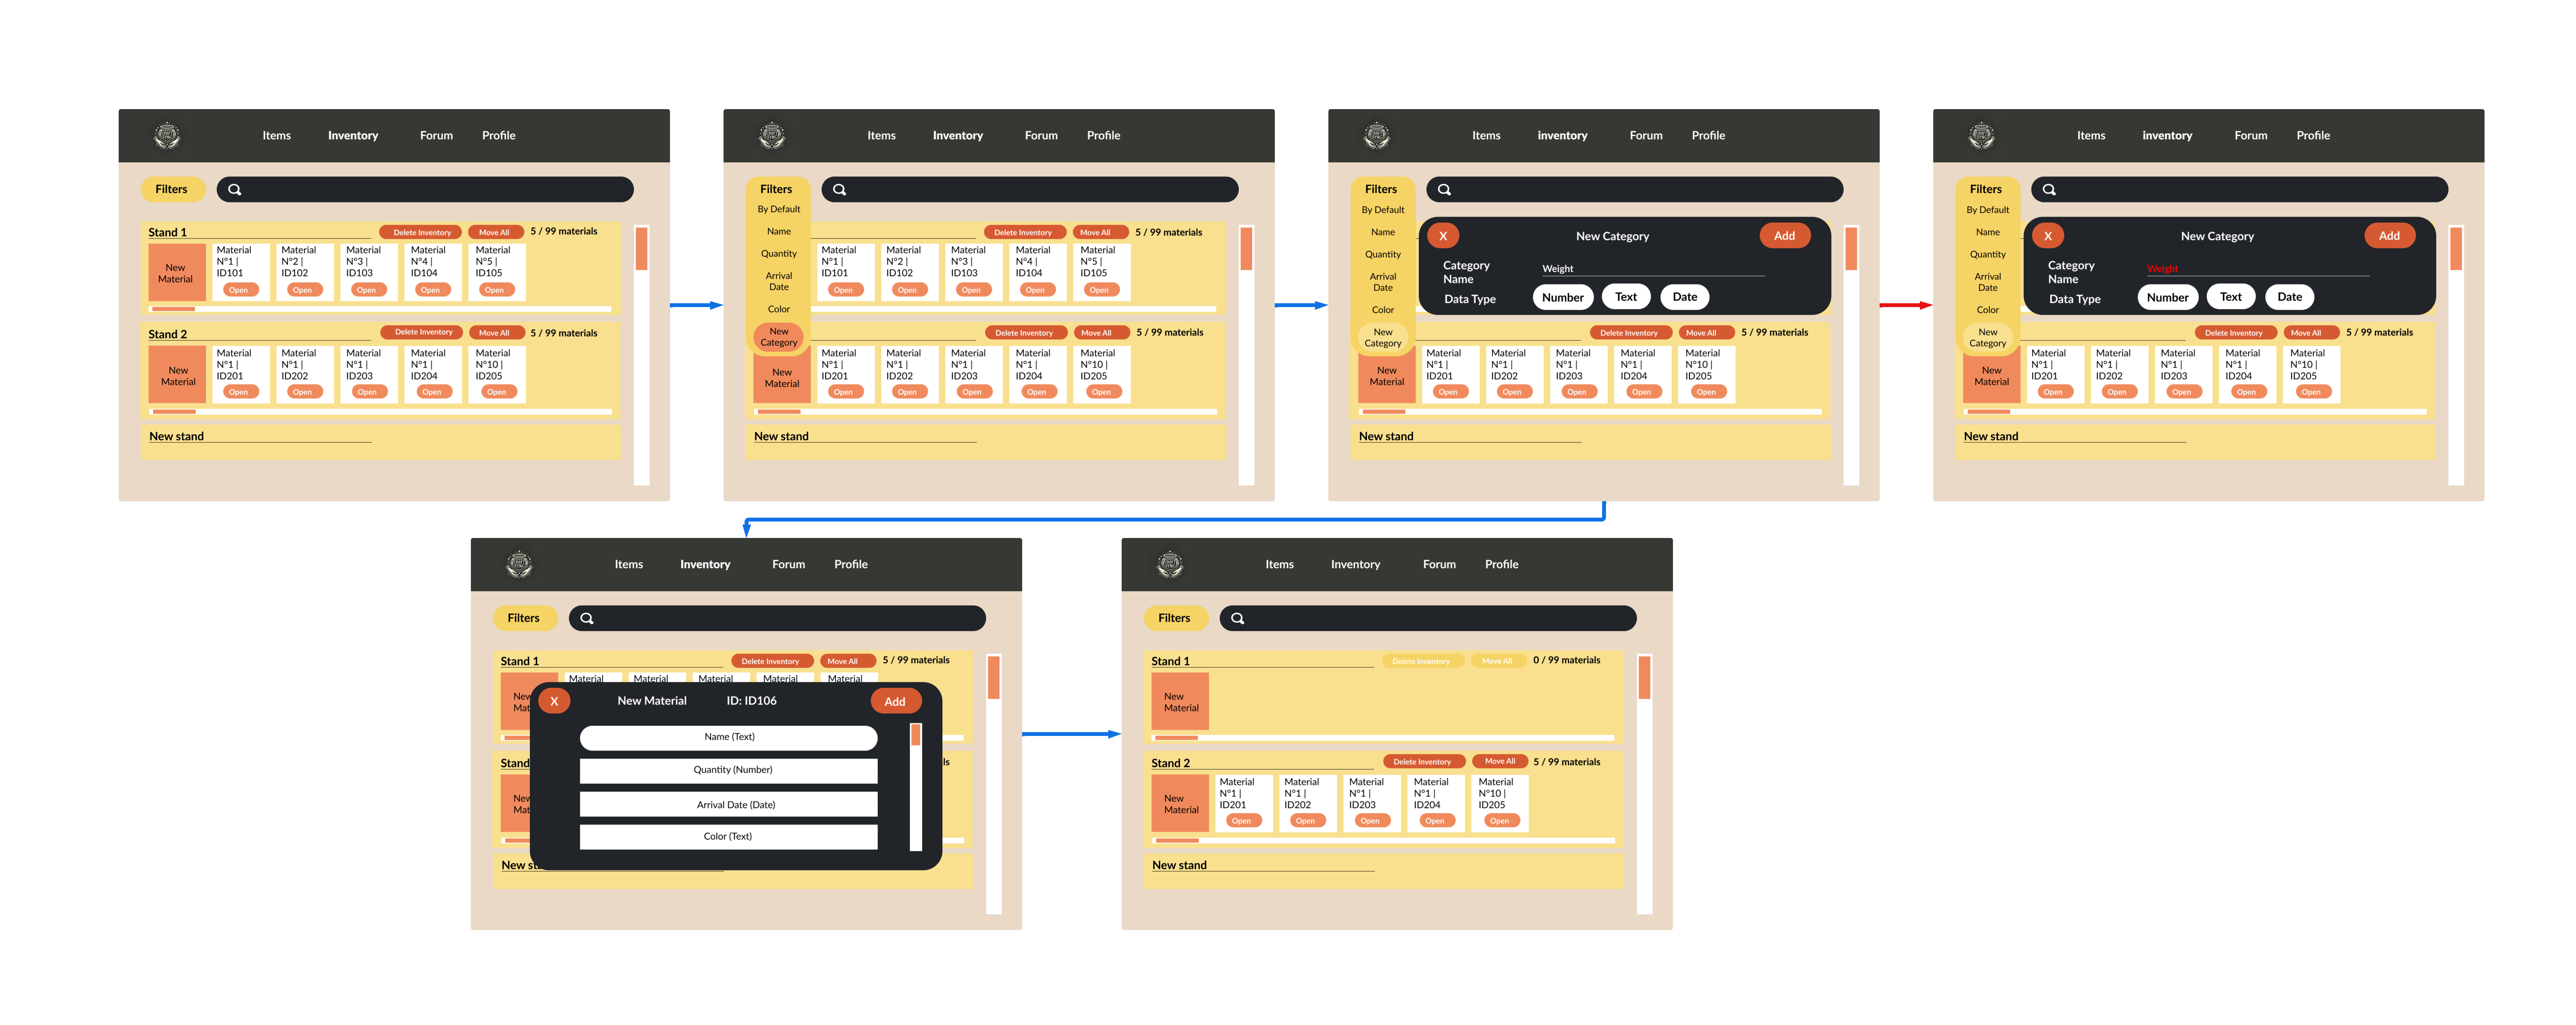 Items Inventory Forum Profile
Filters
Stand 1 Delete Inventory Move All 5 / 99 materials
New
Material
Material
N°1 |
ID101
Open
Material
N°2 |
ID102
Open
Material
N°3 |
ID103
Open
Material
N°4 |
ID104
Open
Material
N°5 |
ID105
Open
Stand 2 Delete Inventory Move All 5 / 99 materials
New
Material
Material
N°1 |
ID201
Open
Material
N°1 |
ID202
Open
Material
N°1 |
ID203
Open
Material
N°1 |
ID204
Open
Material
N°10 |
ID205
Open
New stand
Items Inventory Forum Profile
Filters
By Default
Name
Quantity
Arrival
Date
Color
New
Category
Delete Inventory Move All 5 / 99 materials
Material
N°1 |
ID101
Open
Material
N°2 |
ID102
Open
Material
N°3 |
ID103
Open
Material
N°4 |
ID104
Open
Material
N°5 |
ID105
Open
Delete Inventory Move All 5 / 99 materials
New
Material
Material
N°1 |
ID201
Open
Material
N°1 |
ID202
Open
Material
N°1 |
ID203
Open
Material
N°1 |
ID204
Open
Material
N°10 |
ID205
Open
New stand
Items inventory Forum Profile
Filters
By Default
Name
Quantity
Arrival
Date
Color
New
Category
X New Category Add
Category
Name
Weight
Data Type Number Text Date
Delete Inventory Move All 5 / 99 materials
New
Material
Material
N°1 |
ID201
Open
Material
N°1 |
ID202
Open
Material
N°1 |
ID203
Open
Material
N°1 |
ID204
Open
Material
N°10 |
ID205
Open
New stand
Items inventory Forum Profile
Filters
By Default
Name
Quantity
Arrival
Date
Color
New
Category
X New Category Add
Category
Name
Weight
Data Type Number Text Date
Delete Inventory Move All 5 / 99 materials
New
Material
Material
N°1 |
ID201
Open
Material
N°1 |
ID202
Open
Material
N°1 |
ID203
Open
Material
N°1 |
ID204
Open
Material
N°10 |
ID205
Open
New stand
Items Inventory Forum Profile
Filters
Stand 1 Delete Inventory Move All 5 / 99 materials
New
Mat
Material Material Material Material Material
X New Material ID: ID106 Add
Name (Text)
Quantity (Number)
Arrival Date (Date)
Color (Text)
Stand
ls
New
Mat
New st
Items Inventory Forum Profile
Filters
Stand 1 Delete Inventory Move All 0 / 99 materials
New
Material
Stand 2 Delete Inventory Move All 5 / 99 materials
New
Material
Material
N°1 |
ID201
Open
Material
N°1 |
ID202
Open
Material
N°1 |
ID203
Open
Material
N°1 |
ID204
Open
Material
N°10 |
ID205
Open
New stand